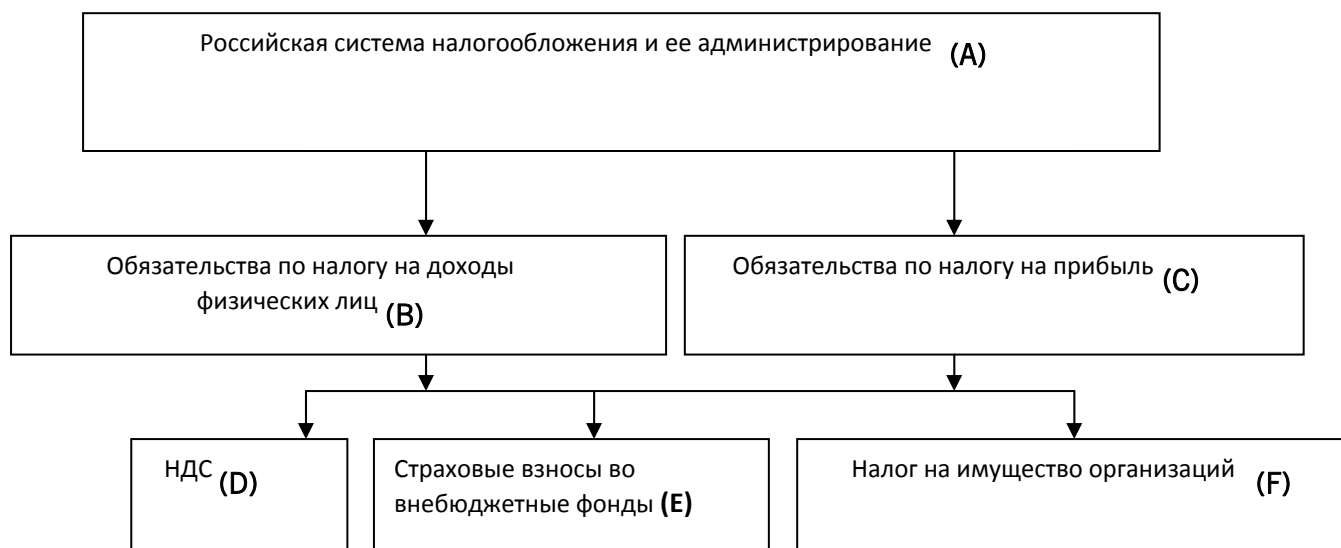 Российская система налогообложения и ее администрирование (A)
Обязательства по налогу на доходы
физических лиц (B)
Обязательства по налогу на прибыль (C)
НДС (D)
Страховые взносы во
внебюджетные фонды (E)
Налог на имущество организаций (F)